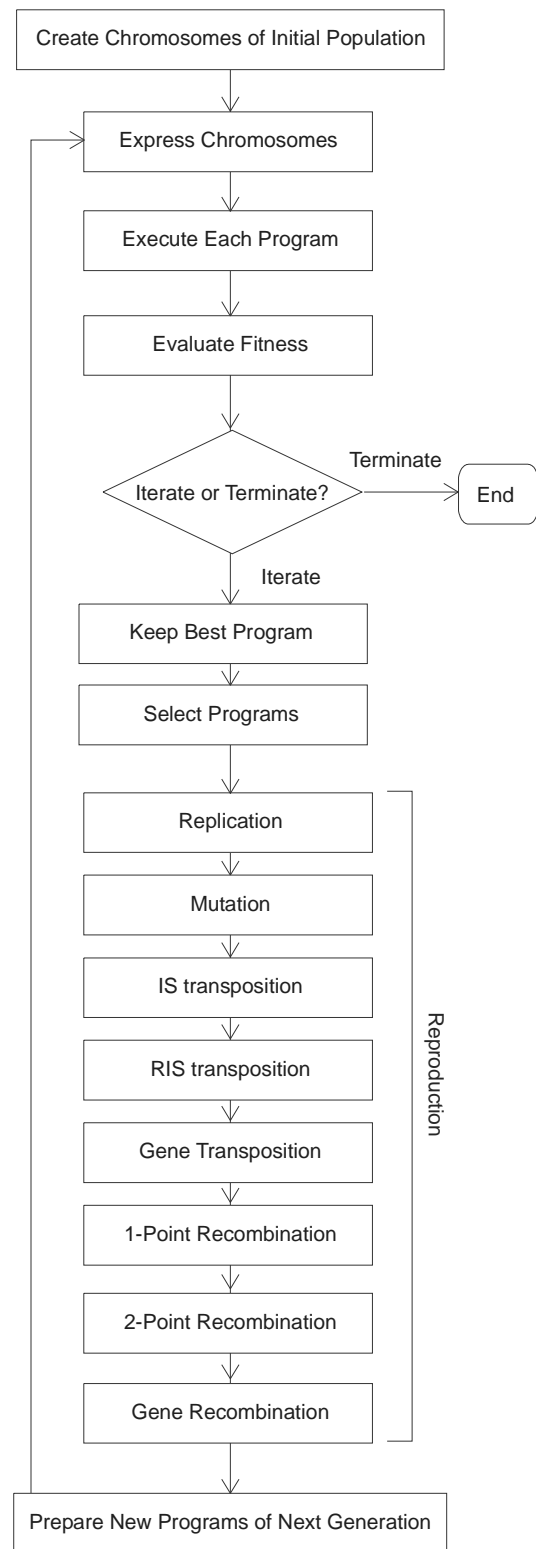 Create Chromosomes of Initial Population
Express Chromosomes
Execute Each Program
Evaluate Fitness
Iterate or Terminate?
Terminate
End
Iterate
Keep Best Program
Select Programs
Replication
Mutation
IS transposition
RIS transposition
Gene Transposition
1-Point Recombination
2-Point Recombination
Gene Recombination
Reproduction
Prepare New Programs of Next Generation